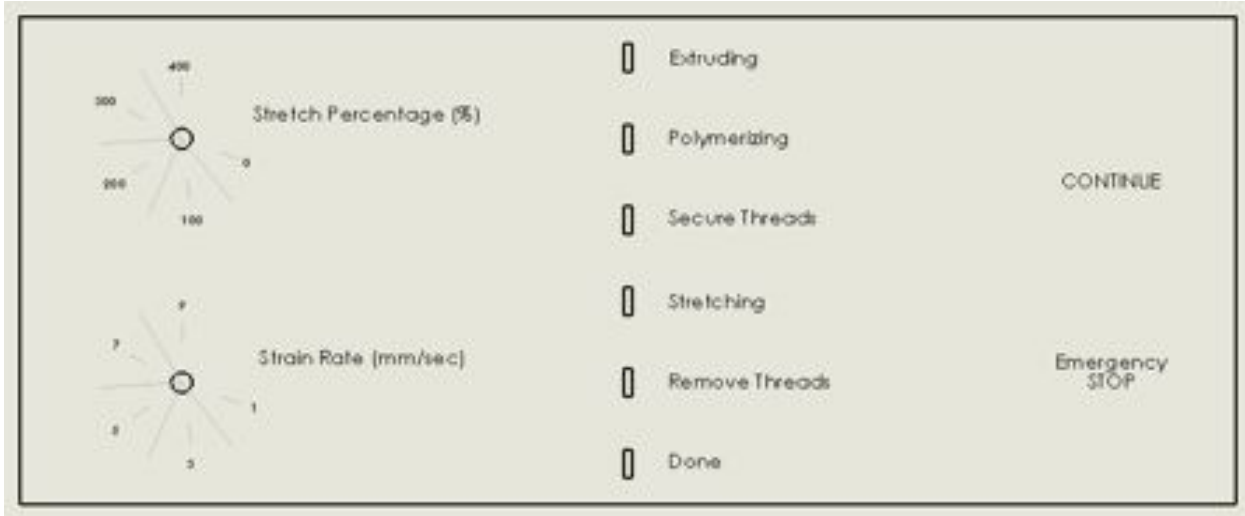 400
300
Stretch Percentage (%)
0
200
100
9
7
Strain Rate (mm/sec)
1
3
Extruding
Polymerizing
Secure Threads
Stretching
Remove Threads
Done
CONTINUE
Emergency
STOP